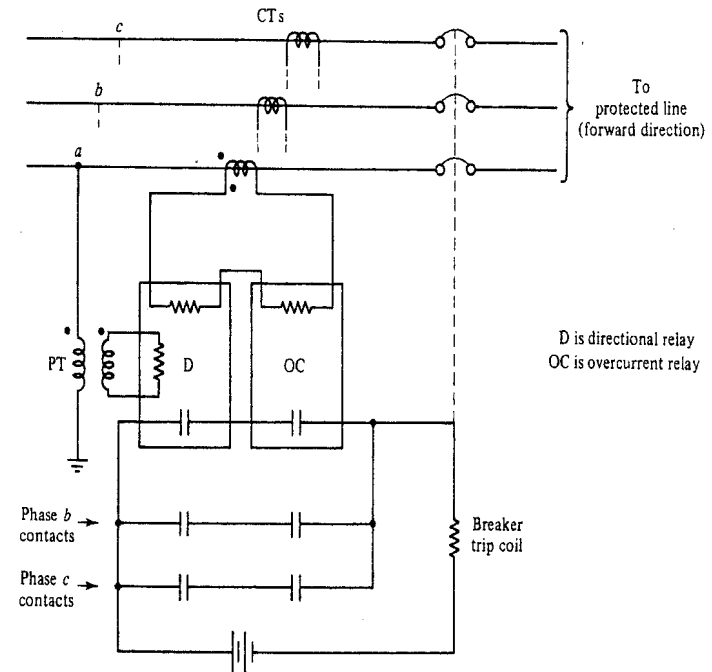 CTs
c
b
a
To
protected line
(forward direction)
D is directional relay
OC is overcurrent relay
PT
D
OC
Phase b
contacts
Phase c
contacts
Breaker
trip coil